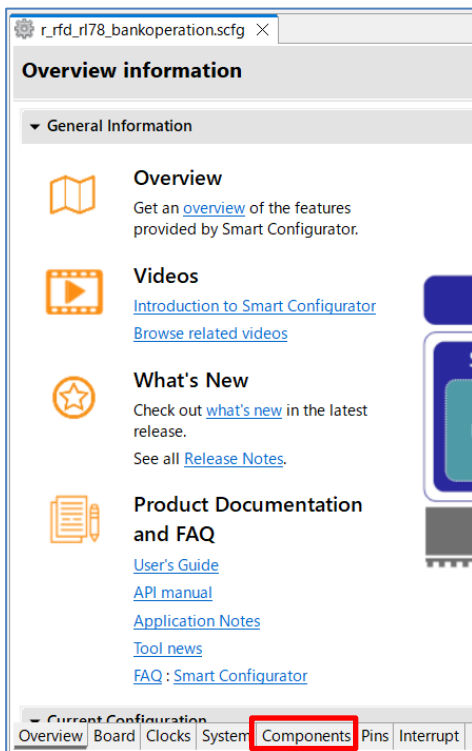 r_rfd_rl78_bankoperation.scfg
Overview information
General Information
Overview
Get an overview of the features
provided by Smart Configurator.
Videos
Introduction to Smart Configurator
Browse related videos
What's New
Check out what's new in the latest
release.
See all Release Notes.
Product Documentation
and FAQ
User's Guide
API manual
Application Notes
Tool news
FAQ : Smart Configurator
Current Configuration
Overview Board Clocks System Components Pins Interrupt